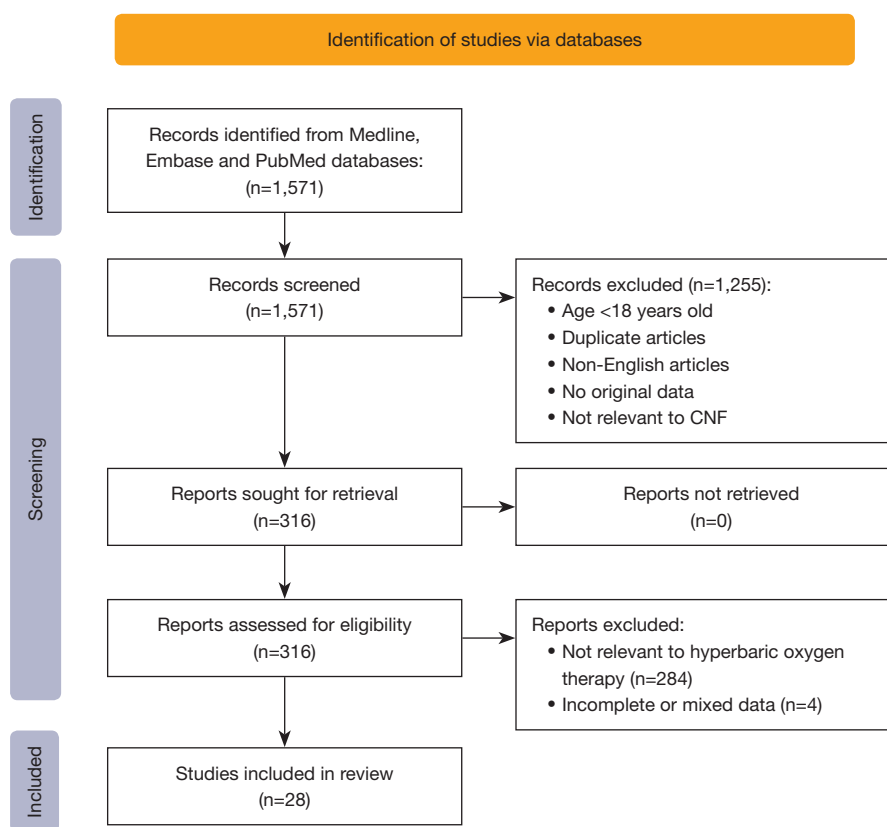 Identification of studies via databases
Identification
Records identified from Medline,
Embase and PubMed databases:
(n=1,571)
Screening
Records screened
(n=1,571)
Records excluded (n=1,255):
• Age <18 years old
• Duplicate articles
• Non-English articles
• No original data
• Not relevant to CNF
Reports sought for retrieval
(n=316)
Reports not retrieved
(n=0)
Reports assessed for eligibility
(n=316)
Reports excluded:
• Not relevant to hyperbaric oxygen
therapy (n=284)
• Incomplete or mixed data (n=4)
Included
Studies included in review
(n=28)